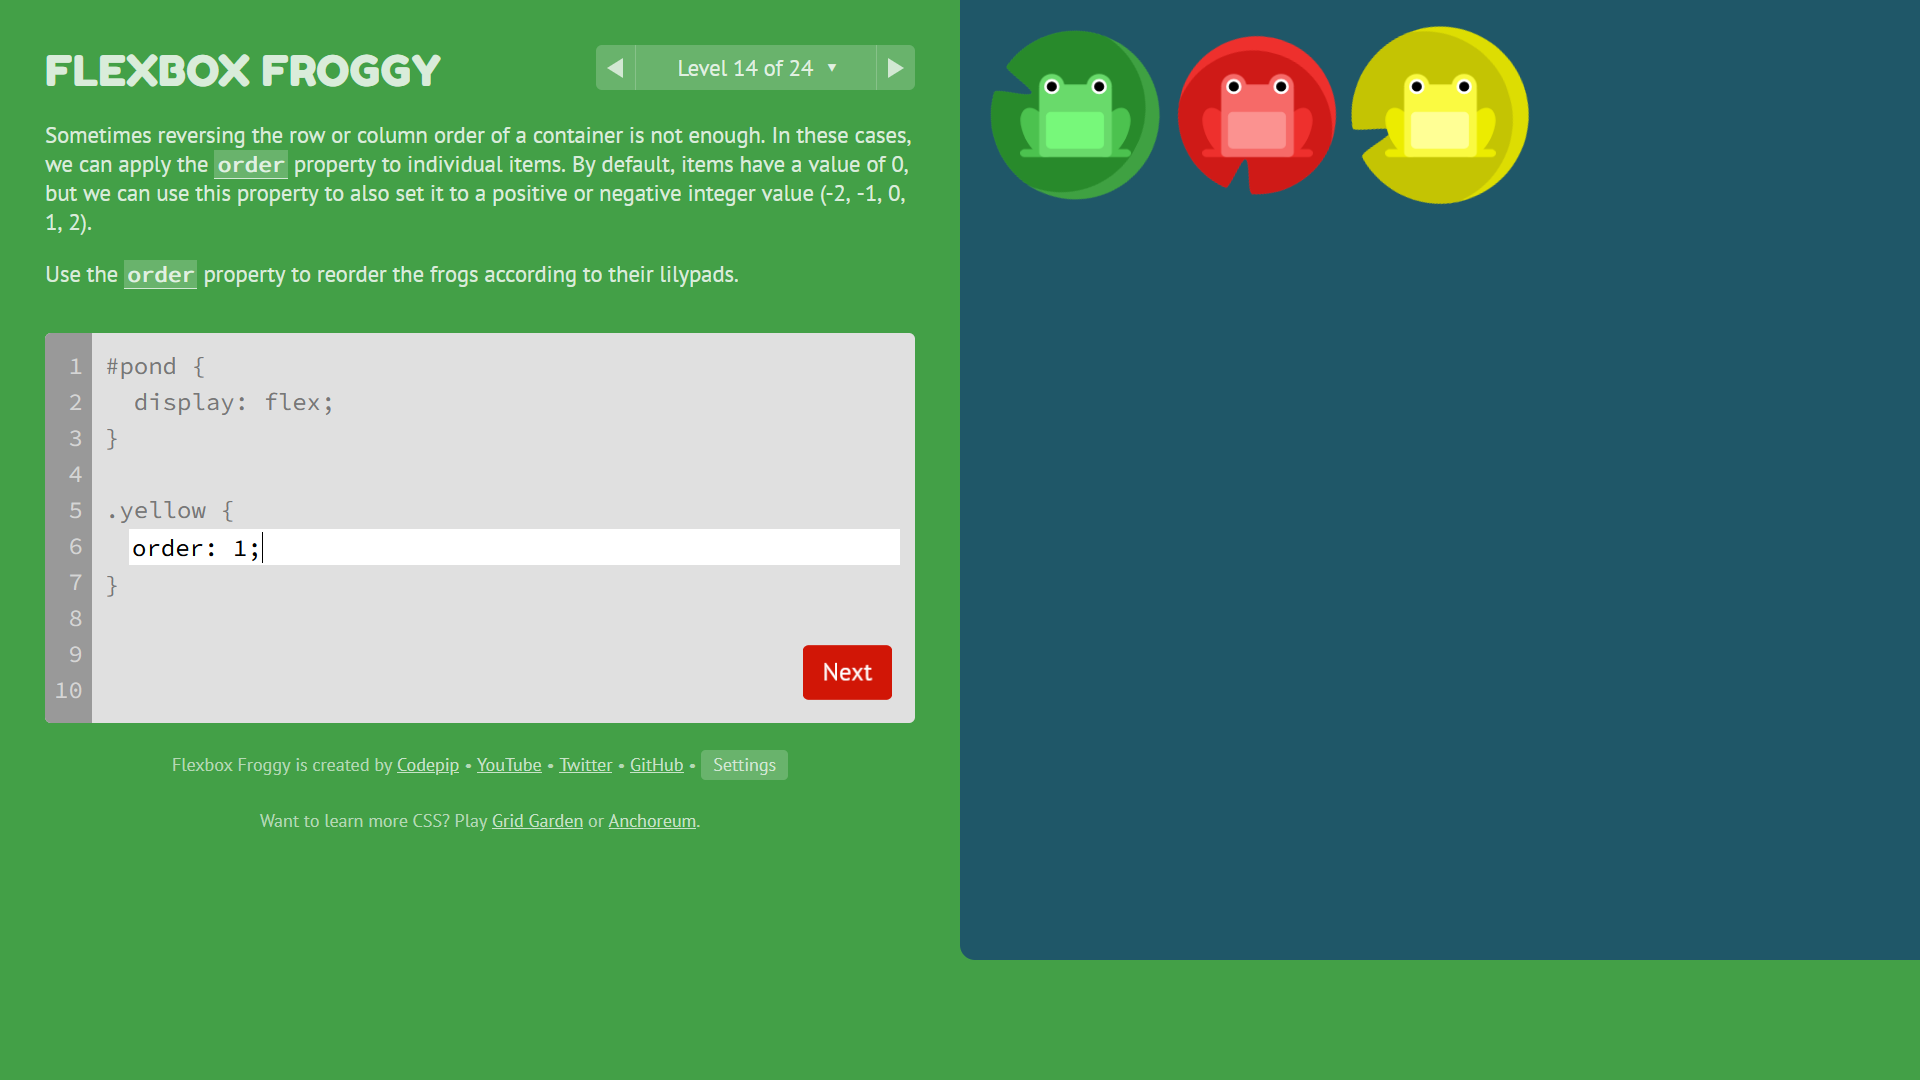 FLEXBOX FROGGY
Level 14 of 24 ▼
Sometimes reversing the row or column order of a container is not enough. In these cases,
we can apply the order property to individual items. By default, items have a value of 0,
but we can use this property to also set it to a positive or negative integer value (-2, -1, 0,
1, 2).
Use the order property to reorder the frogs according to their lilypads.
1 #pond {
2 display: flex;
3 }
4
5 .yellow {
6 order: 1;
7 }
8
9
10
Next
Flexbox Froggy is created by Codepip • YouTube • Twitter • GitHub • Settings
Want to learn more CSS? Play Grid Garden or Anchoreum.